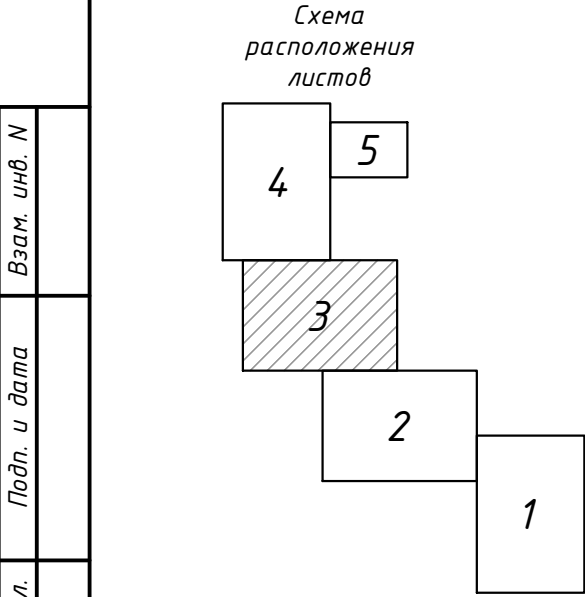 Схема
расположения
листов
4
5
3
2
1
Взам. инв. N
Подп. и дата